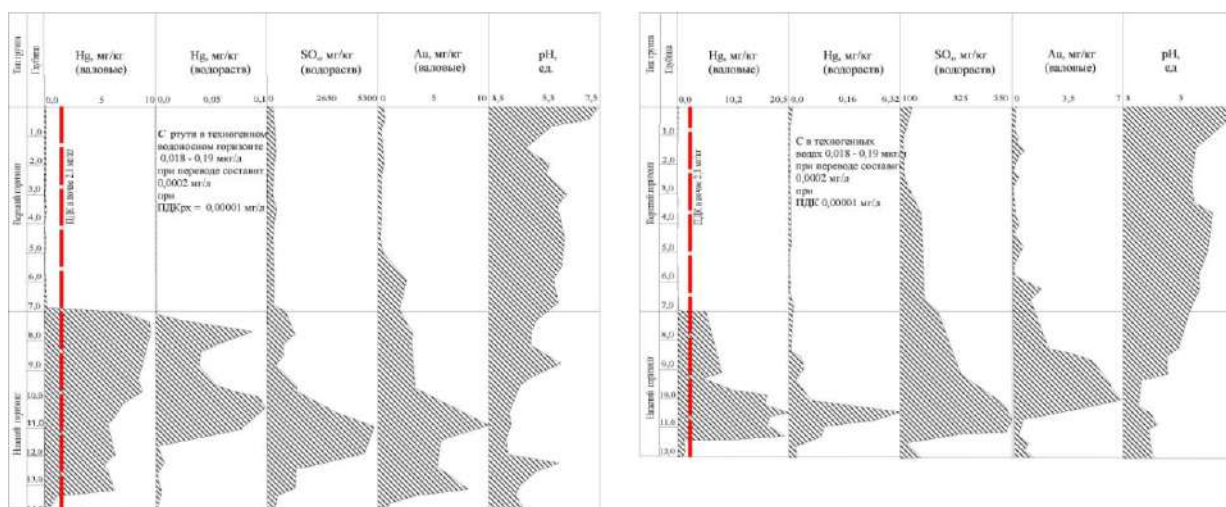 Тип грунта
Глубина
Hg, мг/кг
(валовые)
Hg, мг/кг
(водораств)
SO₄, мг/кг
(водораств)
Au, мг/кг
(валовые)
pH,
ед.
0,0 5 10
0,0 0,05 0,1
0 2650 5300
0 5 10
5,5 7,5
Верхний горизонт
Нижний горизонт
1,0
2,0
3,0
4,0
5,0
6,0
7,0
8,0
9,0
10,0
11,0
12,0
13,0
ПДК в почве 2,1 мг/кг
С ртути в техногенном
водоносном горизонте
0,018 - 0,19 мкг/л
при переводе составит
0,0002 мг/л
при
ПДКрх = 0,00001 мг/л
Тип грунта
Глубина
Hg, мг/кг
(валовые)
Hg, мг/кг
(водораств)
SO₄, мг/кг
(водораств)
Au, мг/кг
(валовые)
pH,
ед
0,0 10,2 20,5
0,0 0,16 0,32
100 325 550
0 3,5 7
5
Верхний горизонт
Нижний горизонт
1,0
2,0
3,0
4,0
5,0
6,0
7,0
8,0
9,0
10,0
11,0
12,0
ПДК в почве 2,1 мг/кг
С в техногенных
водах 0,018 - 0,19 мкг/л
при переводе составит
0,0002 мг/л
при
ПДК 0,00001 мг/л